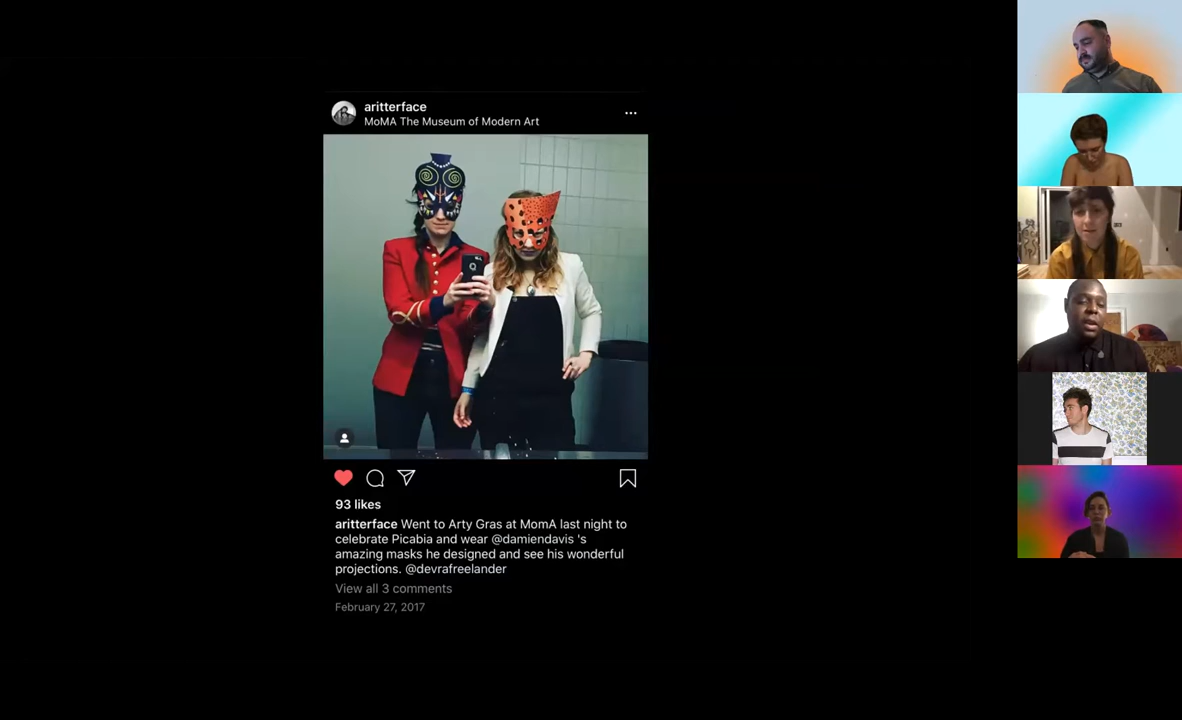 aritterface
MoMA The Museum of Modern Art
93 likes
aritterface Went to Arty Gras at MomA last night to
celebrate Picabia and wear @damiendavis 's
amazing masks he designed and see his wonderful
projections. @devrafreelander
View all 3 comments
February 27, 2017